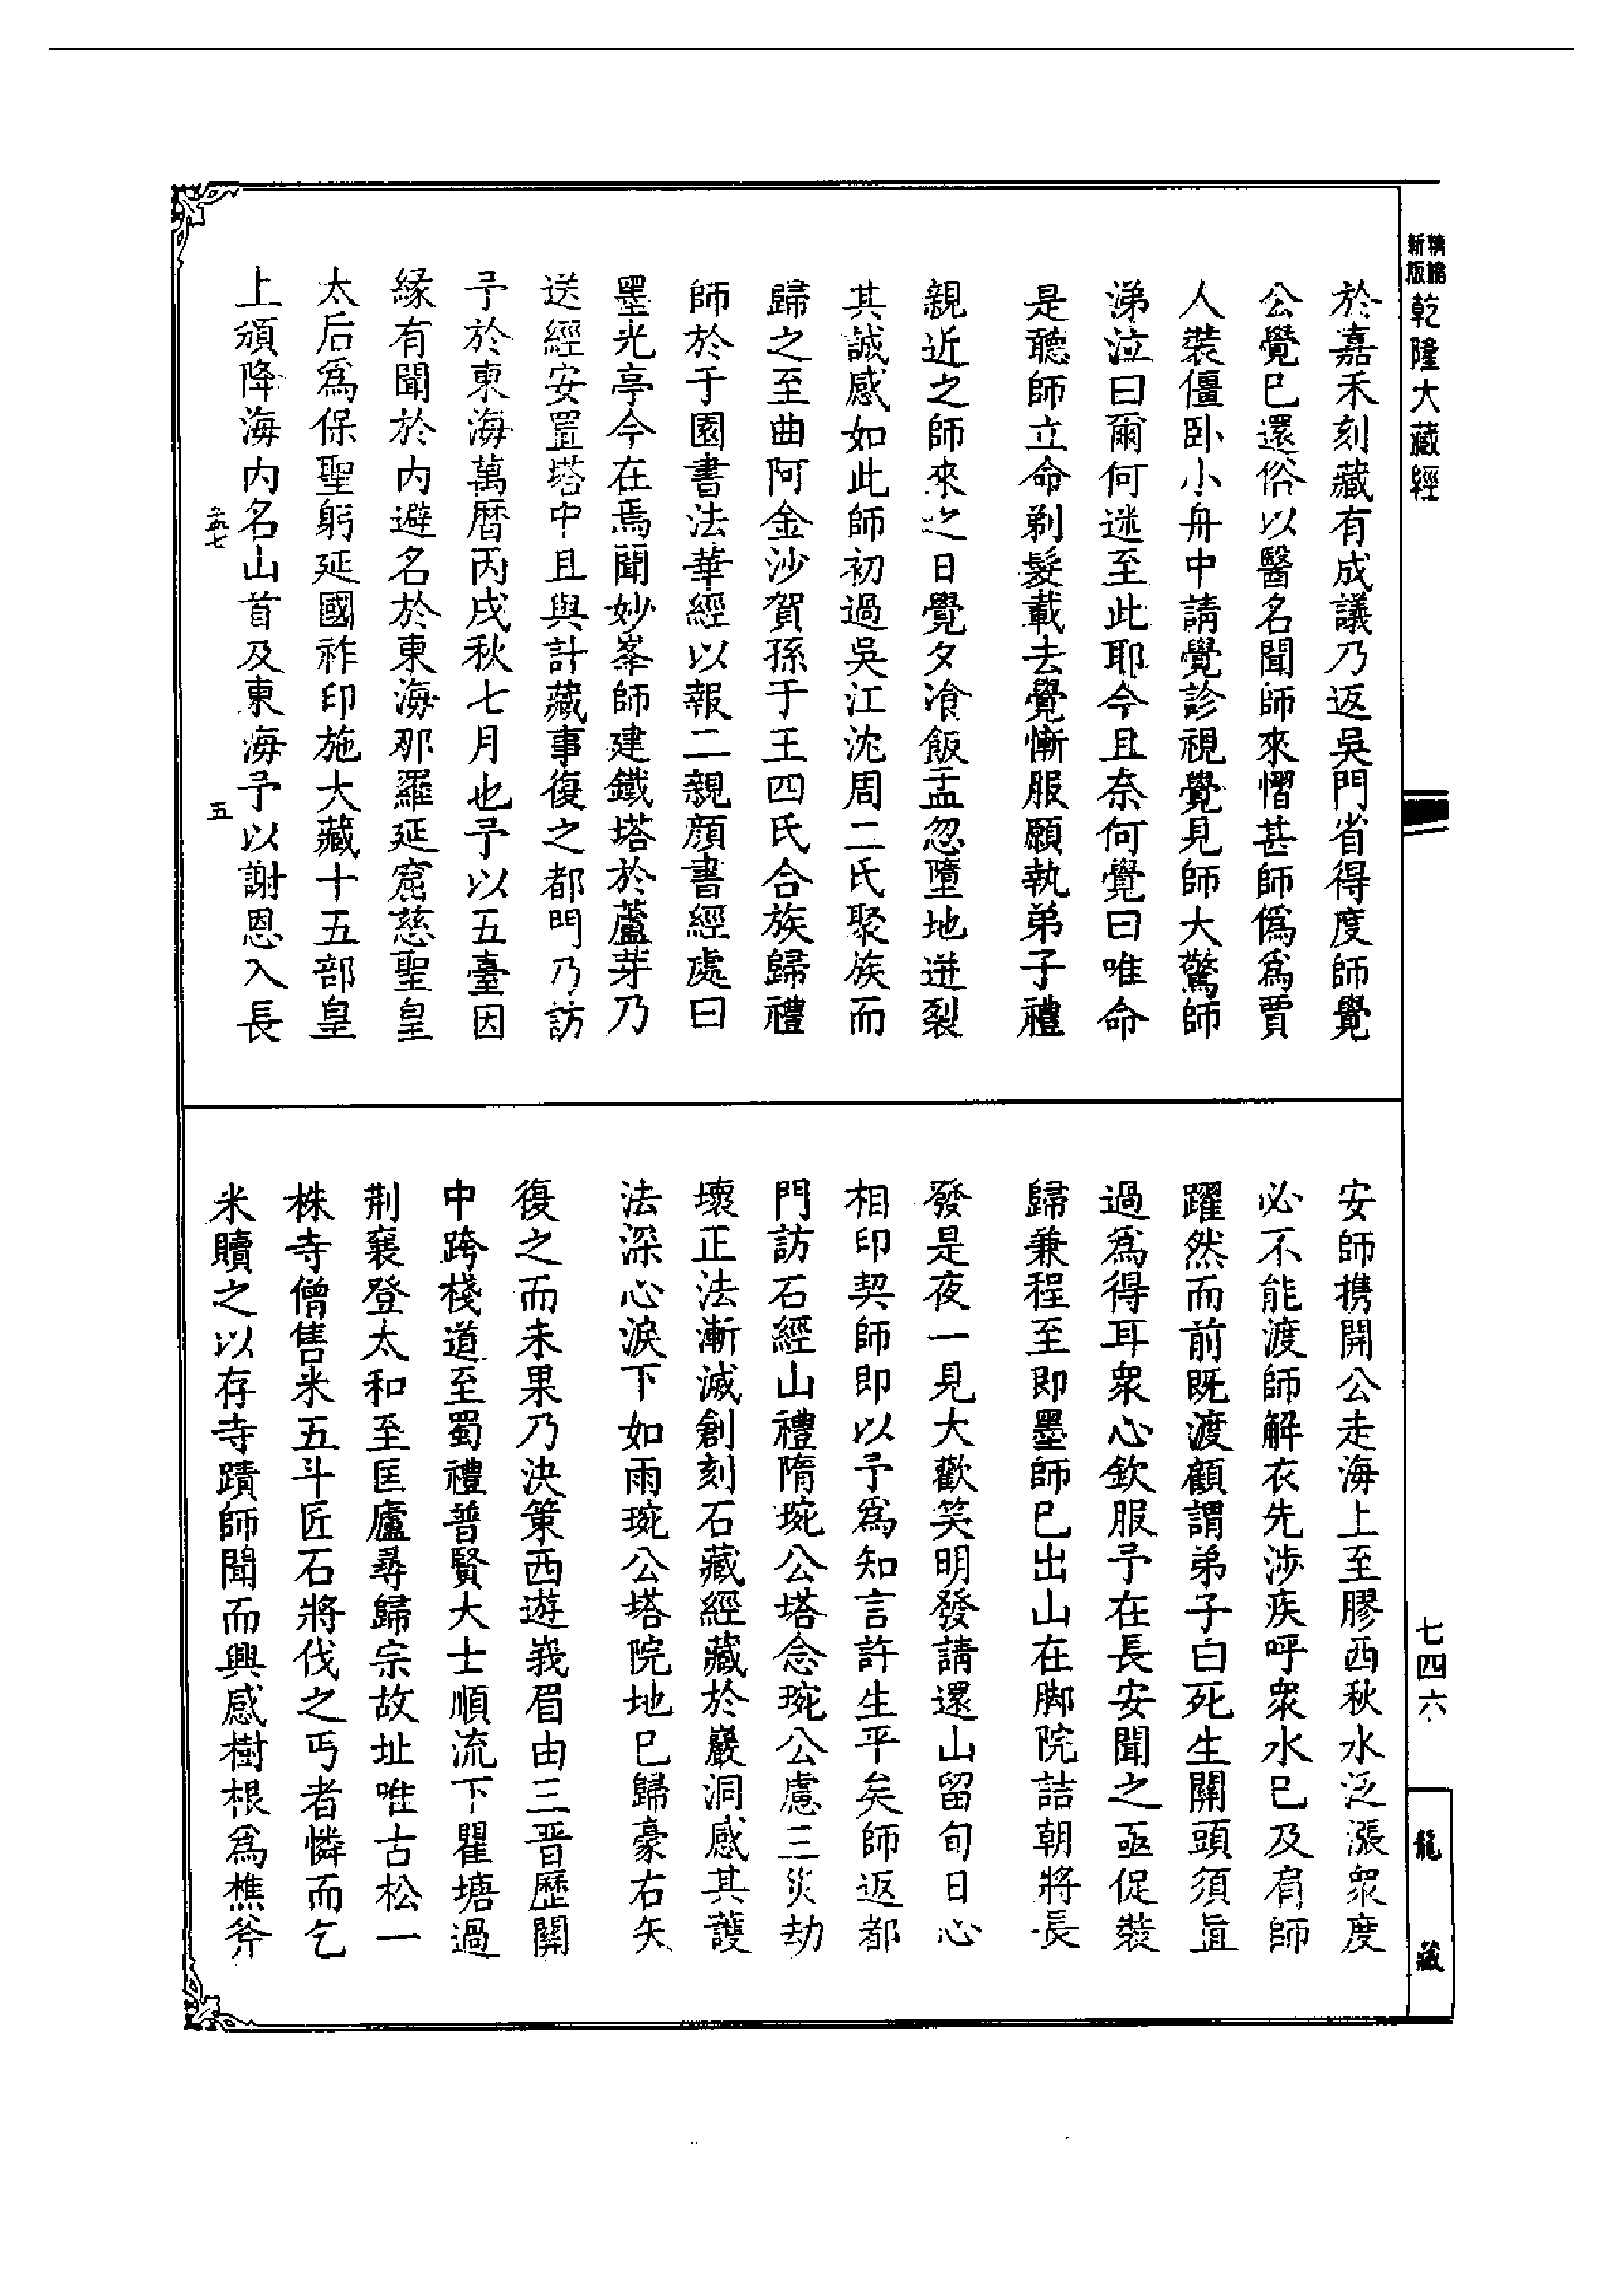 新版
乾隆大藏經
於嘉禾刻藏有成議乃返吳門省得度師覺
公覺已還俗以醫名聞師來慴甚師僞爲賈
人裝僵卧小舟中請覺診視覺見師大驚師
涕泣曰爾何迷至此耶今且奈何覺曰唯命
是聽師立命剃髮載去覺慚服願執弟子禮
親近之師來之日覺夕飡飯盂忽墮地迸裂
其誠感如此師初過吳江沈周二氏聚族而
歸之至曲阿金沙賀孫于王四氏合族歸禮
師於于園書法華經以報二親顔書經處曰
墨光亭今在焉聞妙峯師建鐵塔於蘆芽乃
送經安置塔中且與計藏事復之都門乃訪
予於東海萬曆丙戌秋七月也予以五臺因
緣有聞於内避名於東海那羅延窟慈聖皇
太后爲保聖躬延國祚印施大藏十五部皇
上頒降海内名山首及東海予以謝恩入長
五
安師携開公走海上至膠西秋水泛漲衆度
必不能渡師解衣先涉疾呼衆水已及肩師
躍然而前既渡顧謂弟子曰死生關頭須直
過爲得耳衆心欽服予在長安聞之亟促裝
歸兼程至即墨師已出山在脚院詰朝將長
發是夜一見大歡笑明發請還山留旬日心
相印契師即以予爲知言許生平矣師返都
門訪石經山禮隋琬公塔念琬公慮三災劫
壞正法漸滅創刻石藏經藏於巖洞感其護
法深心淚下如雨琬公塔院地已歸豪右矢
復之而未果乃決策西遊峩眉由三晋歷關
中跨棧道至蜀禮普賢大士順流下瞿塘過
荆襄登太和至匡廬尋歸宗故址唯古松一
株寺僧售米五斗匠石將伐之丐者憐而乞
米贖之以存寺蹟師聞而興感樹根爲樵斧
七四六
龍藏